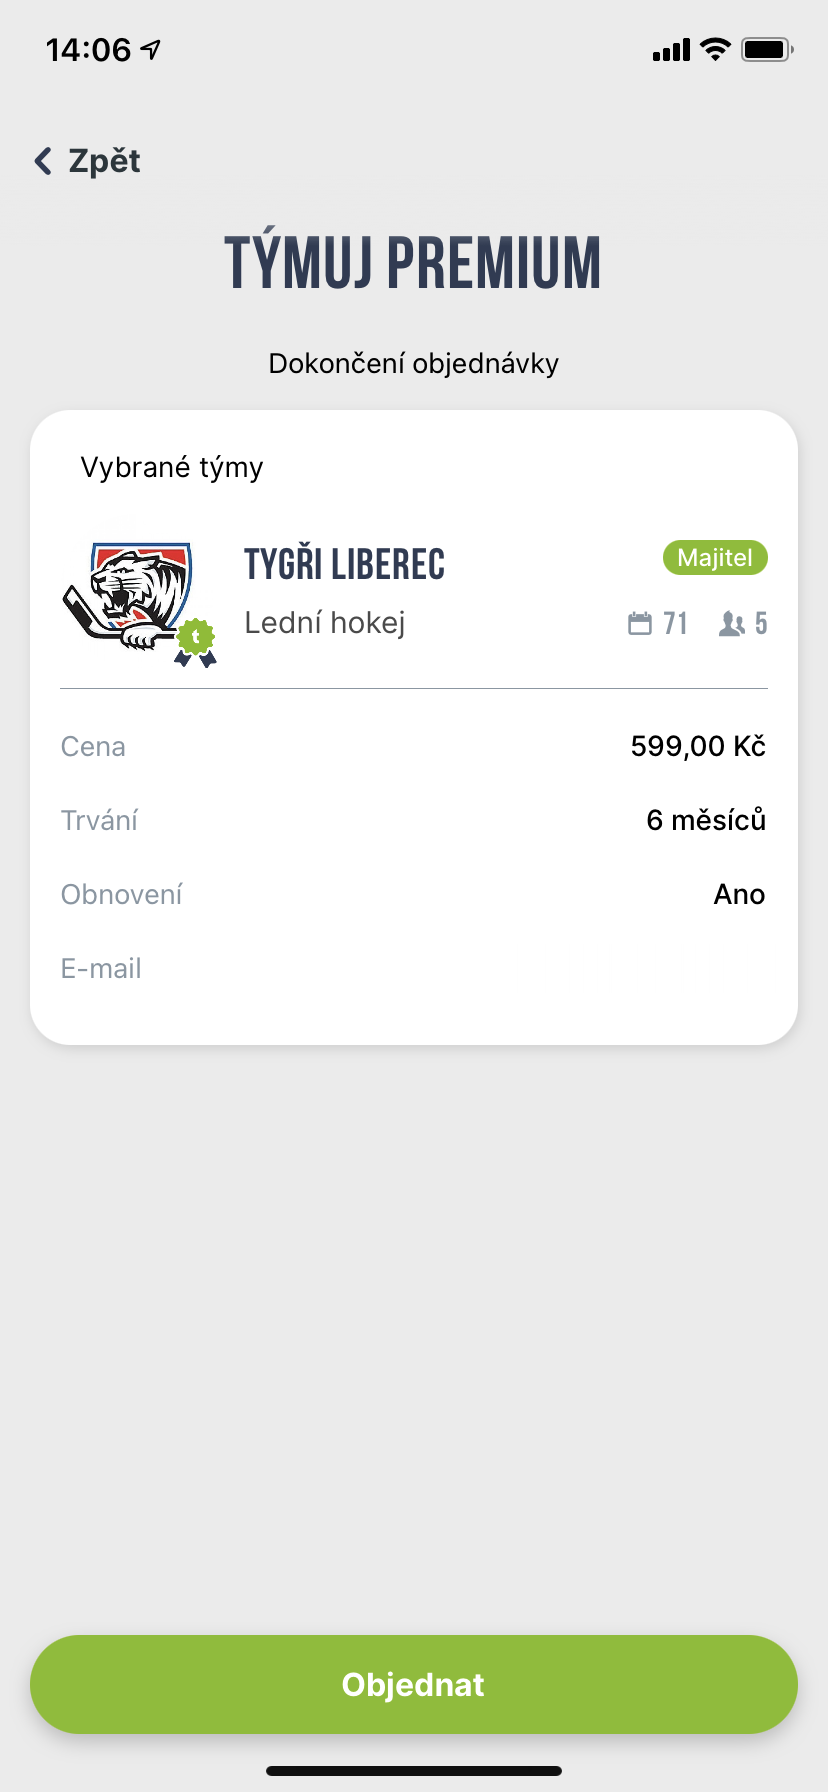 14:06
Zpět
TÝMUJ PREMIUM
Dokončení objednávky
Vybrané týmy
TYGŘI LIBEREC
Majitel
Lední hokej
71
5
t
Cena
599,00 Kč
Trvání
6 měsíců
Obnovení
Ano
E-mail
Objednat